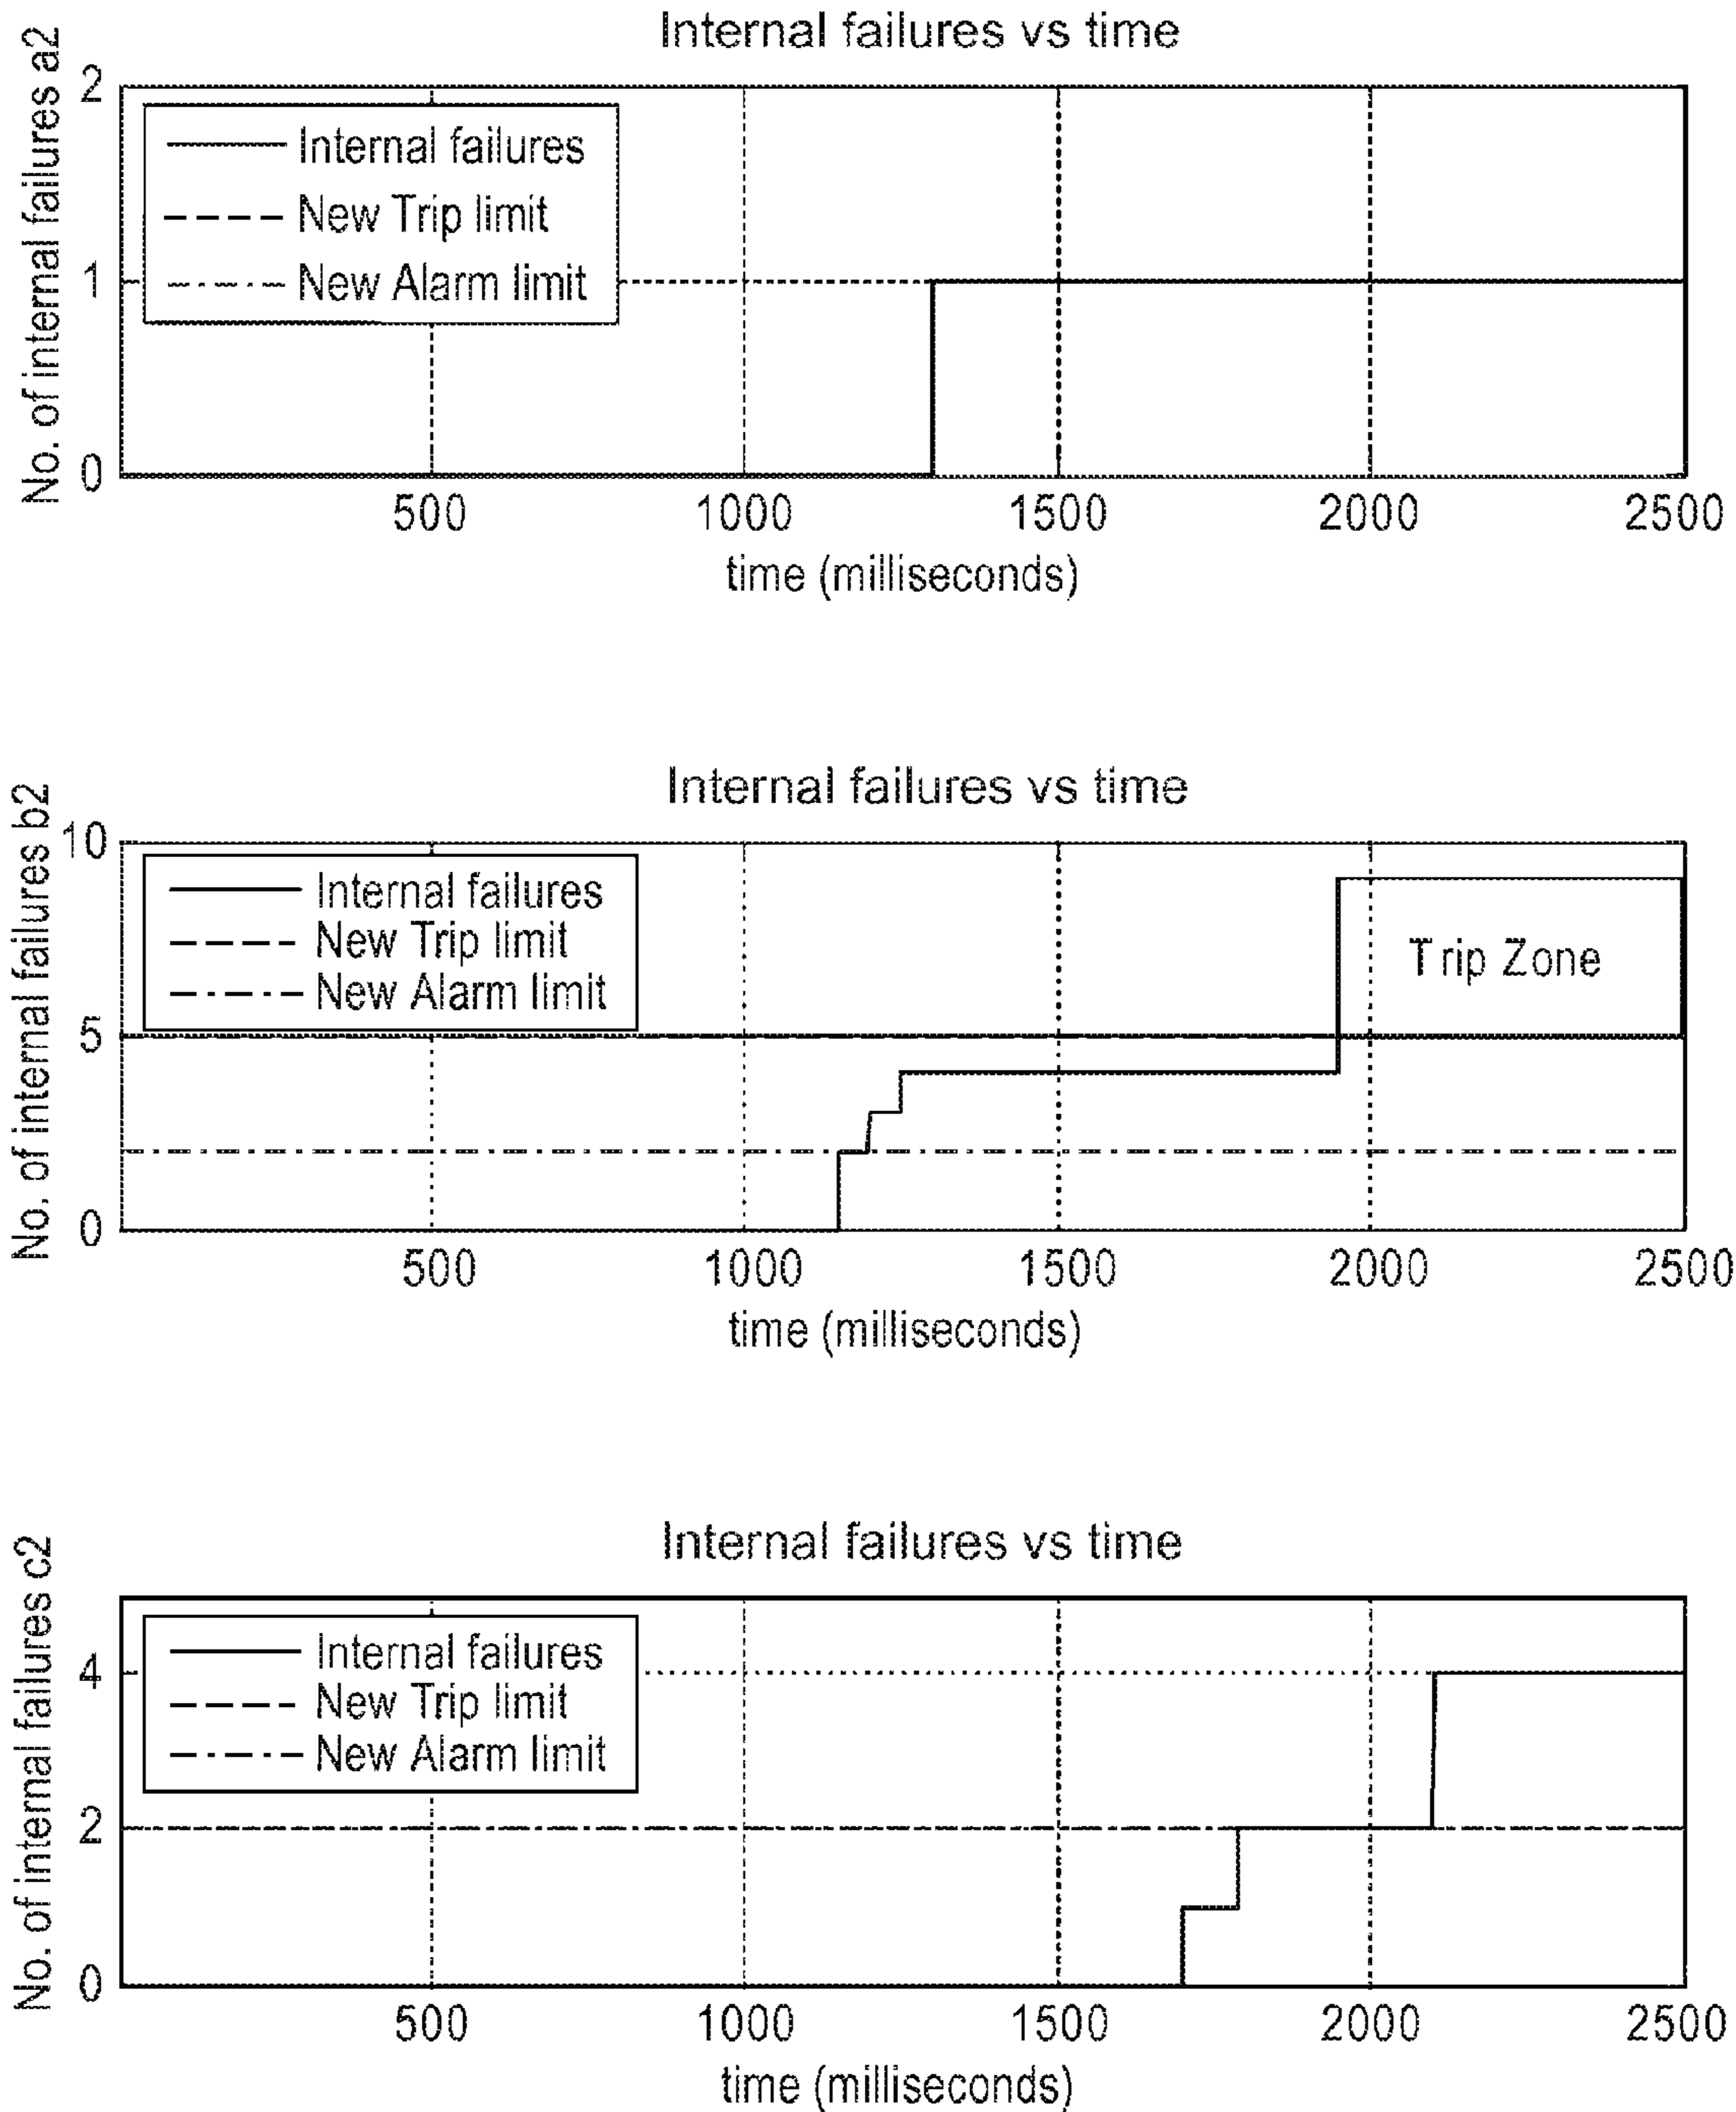 Internal failures vs time
No. of internal failures a2
2
1
0
Internal failures
New Trip limit
New Alarm limit
500 1000 1500 2000 2500
time (milliseconds)
Internal failures vs time
No. of internal failures b2
10
5
0
Internal failures
New Trip limit
New Alarm limit
Trip Zone
500 1000 1500 2000 2500
time (milliseconds)
Internal failures vs time
No. of internal failures c2
4
2
0
Internal failures
New Trip limit
New Alarm limit
500 1000 1500 2000 2500
time (milliseconds)